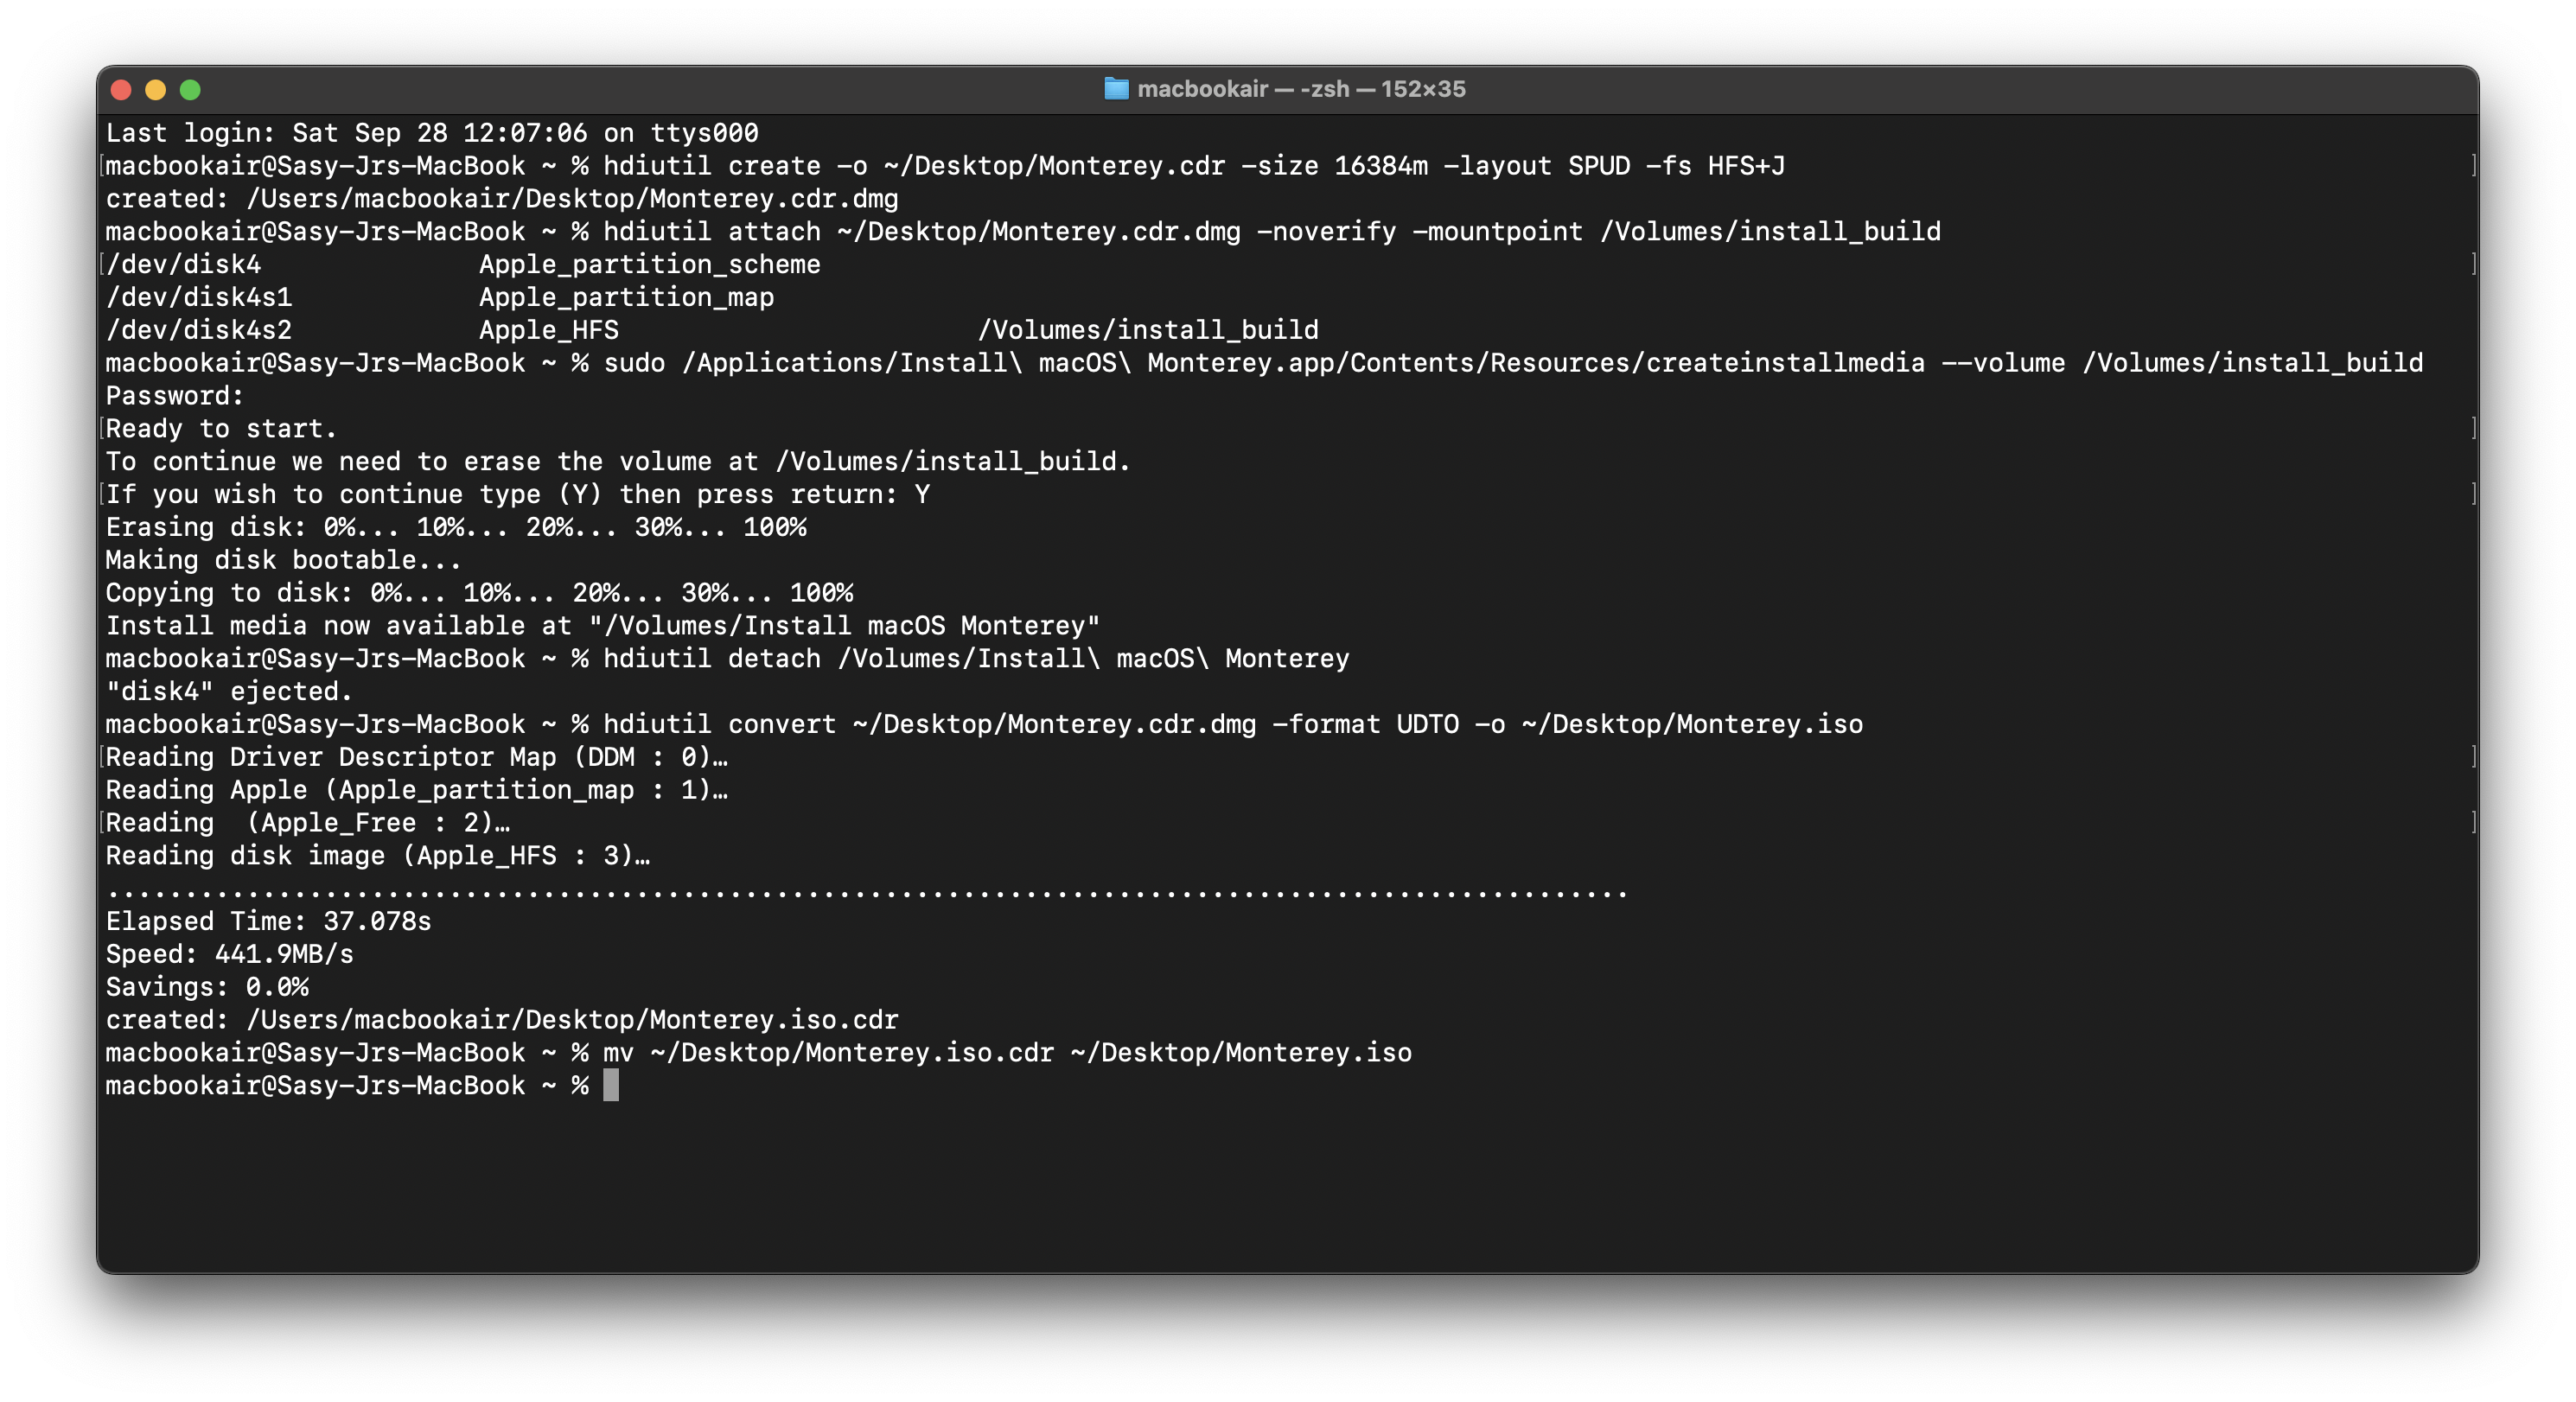 macbookair — -zsh — 152×35
Last login: Sat Sep 28 12:07:06 on ttys000
[macbookair@Sasy-Jrs-MacBook ~ % hdiutil create -o ~/Desktop/Monterey.cdr -size 16384m -layout SPUD -fs HFS+J ]
created: /Users/macbookair/Desktop/Monterey.cdr.dmg
macbookair@Sasy-Jrs-MacBook ~ % hdiutil attach ~/Desktop/Monterey.cdr.dmg -noverify -mountpoint /Volumes/install_build
[/dev/disk4 Apple_partition_scheme ]
/dev/disk4s1 Apple_partition_map
/dev/disk4s2 Apple_HFS /Volumes/install_build
macbookair@Sasy-Jrs-MacBook ~ % sudo /Applications/Install\ macOS\ Monterey.app/Contents/Resources/createinstallmedia --volume /Volumes/install_build
Password:
[Ready to start. ]
To continue we need to erase the volume at /Volumes/install_build.
[If you wish to continue type (Y) then press return: Y ]
Erasing disk: 0%... 10%... 20%... 30%... 100%
Making disk bootable...
Copying to disk: 0%... 10%... 20%... 30%... 100%
Install media now available at "/Volumes/Install macOS Monterey"
macbookair@Sasy-Jrs-MacBook ~ % hdiutil detach /Volumes/Install\ macOS\ Monterey
"disk4" ejected.
macbookair@Sasy-Jrs-MacBook ~ % hdiutil convert ~/Desktop/Monterey.cdr.dmg -format UDTO -o ~/Desktop/Monterey.iso
[Reading Driver Descriptor Map (DDM : 0)… ]
Reading Apple (Apple_partition_map : 1)…
[Reading  (Apple_Free : 2)… ]
Reading disk image (Apple_HFS : 3)…
..................................................................................................
Elapsed Time: 37.078s
Speed: 441.9MB/s
Savings: 0.0%
created: /Users/macbookair/Desktop/Monterey.iso.cdr
macbookair@Sasy-Jrs-MacBook ~ % mv ~/Desktop/Monterey.iso.cdr ~/Desktop/Monterey.iso
macbookair@Sasy-Jrs-MacBook ~ %